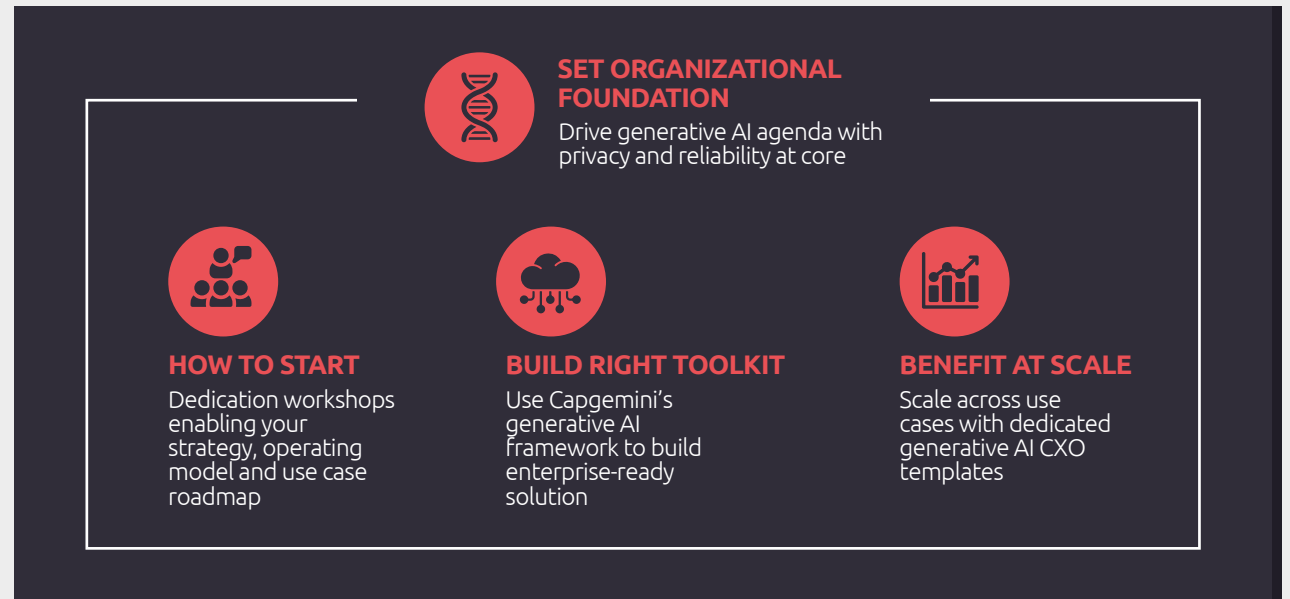 SET ORGANIZATIONAL
FOUNDATION
Drive generative AI agenda with
privacy and reliability at core
HOW TO START
Dedication workshops
enabling your
strategy, operating
model and use case
roadmap
BUILD RIGHT TOOLKIT
Use Capgemini’s
generative AI
framework to build
enterprise-ready
solution
BENEFIT AT SCALE
Scale across use
cases with dedicated
generative AI CXO
templates